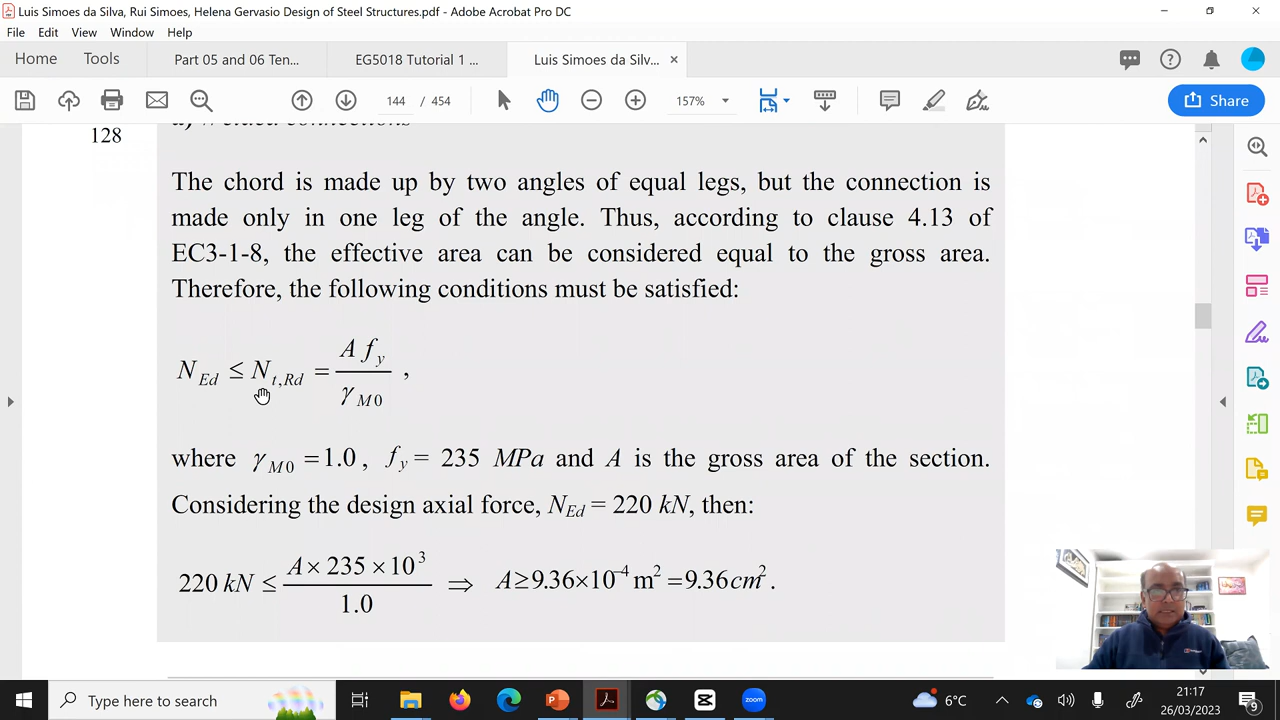 Luis Simoes da Silva, Rui Simoes, Helena Gervasio Design of Steel Structures.pdf - Adobe Acrobat Pro DC
File Edit View Window Help
Home Tools Part 05 and 06 Ten... EG5018 Tutorial 1 ... Luis Simoes da Silva...
144 / 454 157% Share
128
The chord is made up by two angles of equal legs, but the connection is
made only in one leg of the angle. Thus, according to clause 4.13 of
EC3-1-8, the effective area can be considered equal to the gross area.
Therefore, the following conditions must be satisfied:
N_Ed ≤ N_t,Rd = A f_y / γ_M0 ,
where γ_M0 = 1.0, f_y = 235 MPa and A is the gross area of the section.
Considering the design axial force, N_Ed = 220 kN, then:
220 kN ≤ A × 235 × 10³ / 1.0 ⇒ A ≥ 9.36×10⁻⁴ m² = 9.36 cm².
Type here to search
zoom
6°C
21:17
26/03/2023
9